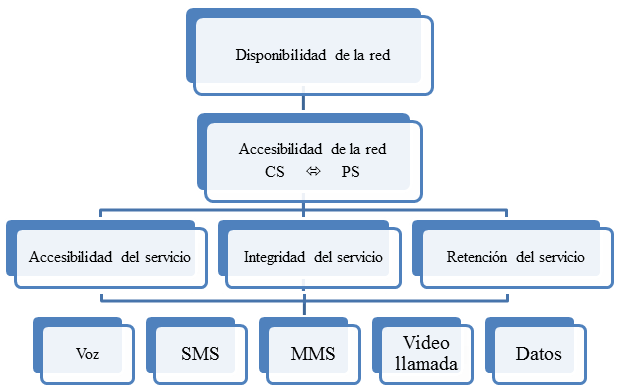 Disponibilidad de la red
Accesibilidad de la red
CS ⇔ PS
Accesibilidad del servicio
Integridad del servicio
Retención del servicio
Voz
SMS
MMS
Video
llamada
Datos